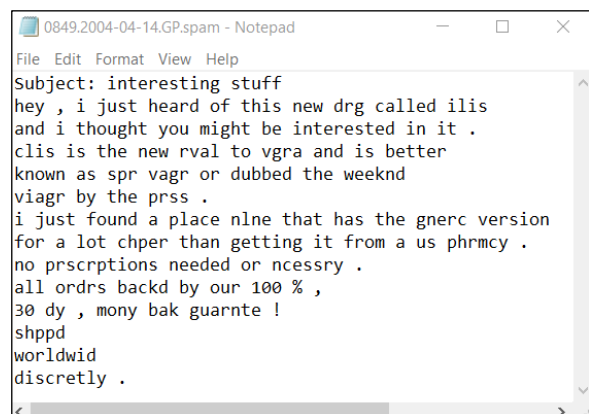 0849.2004-04-14.GP.spam - Notepad
File Edit Format View Help
Subject: interesting stuff
hey , i just heard of this new drg called ilis
and i thought you might be interested in it .
clis is the new rval to vgra and is better
known as spr vagr or dubbed the weeknd
viagr by the prss .
i just found a place nlne that has the gnerc version
for a lot chper than getting it from a us phrmcy .
no prscrptions needed or ncessry .
all ordrs backd by our 100 % ,
30 dy , mony bak guarnte !
shppd
worldwid
discretly .